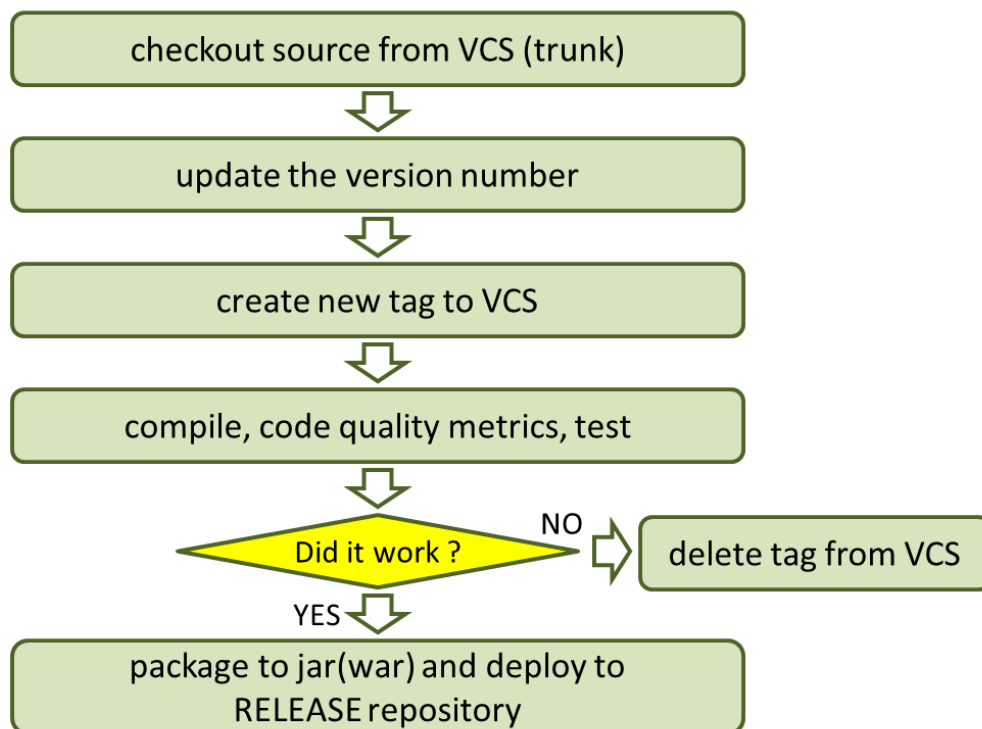 checkout source from VCS (trunk)
update the version number
create new tag to VCS
compile, code quality metrics, test
Did it work ?
NO
delete tag from VCS
YES
package to jar(war) and deploy to
RELEASE repository